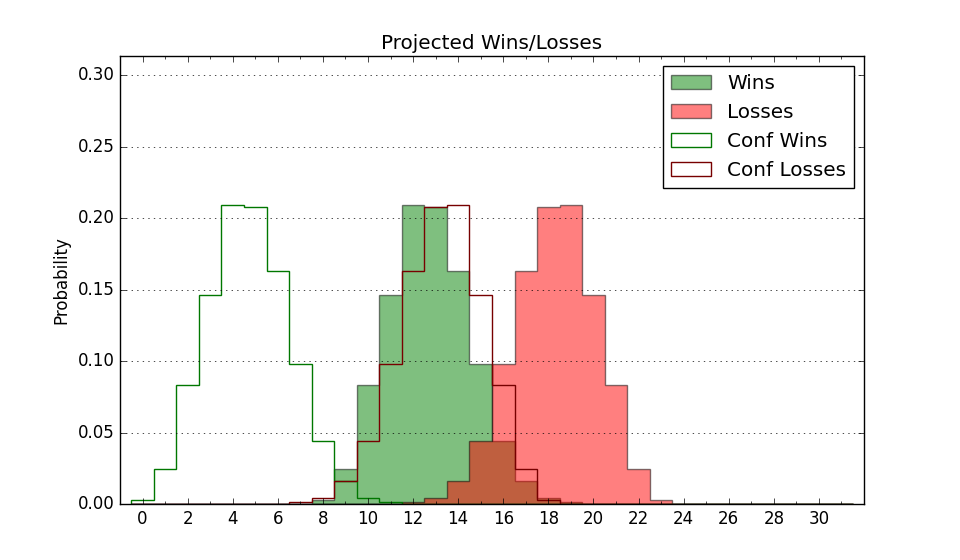 Projected Wins/Losses
Wins
Losses
Conf Wins
Conf Losses
Probability
0.30
0.25
0.20
0.15
0.10
0.05
0.00
0 2 4 6 8 10 12 14 16 18 20 22 24 26 28 30